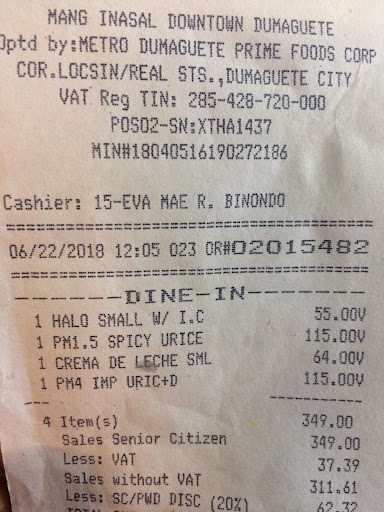 MANG INASAL DOWNTOWN DUMAGUETE
Optd by:METRO DUMAGUETE PRIME FOODS CORP
COR.LOCSIN/REAL STS.,DUMAGUETE CITY
VAT Reg TIN: 285-428-720-000
POS02-SN:XTHA1437
MIN#18040516190272186
Cashier: 15-EVA MAE R. BINONDO
========================================
06/22/2018 12:05 023 OR#02015482
========================================
-------DINE-IN-------
1 HALO SMALL W/ I.C 55.00V
1 PM1.5 SPICY URICE 115.00V
1 CREMA DE LECHE SML 64.00V
1 PM4 IMP URIC+D 115.00V
--- -----------
4 Item(s) 349.00
Sales Senior Citizen 349.00
Less: VAT 37.39
Sales without VAT 311.61
Less: SC/PWD DISC (20%) 62.32